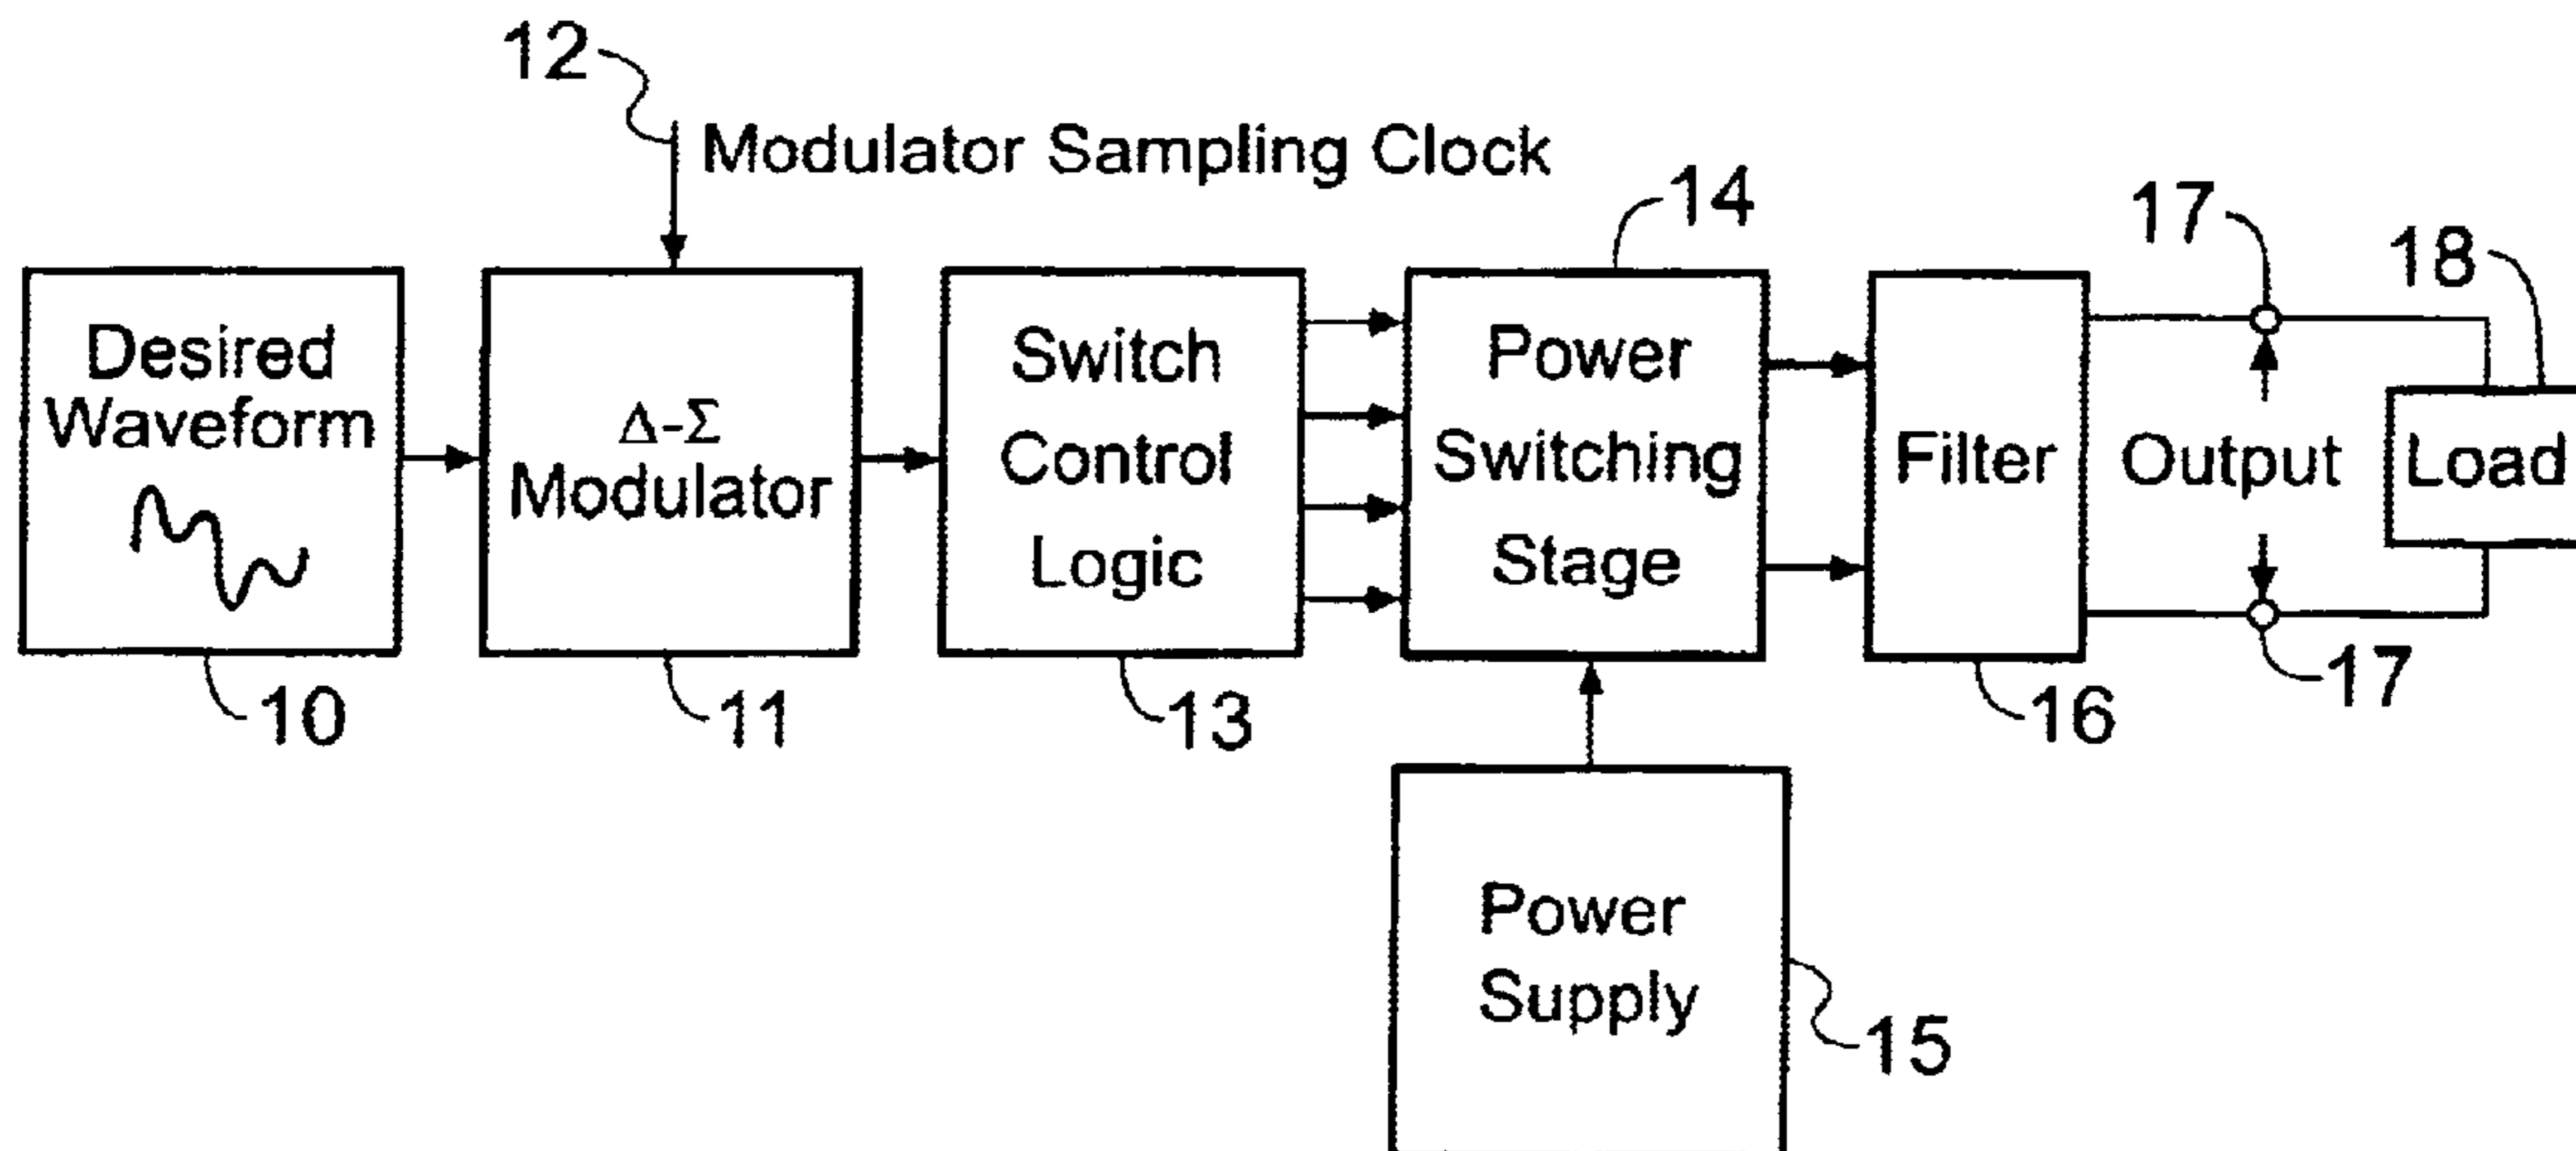 12
Modulator Sampling Clock
14
17
18
Desired
Waveform
Δ-Σ
Modulator
Switch
Control
Logic
Power
Switching
Stage
Filter
Output
Load
10
11
13
16
17
Power
Supply
15